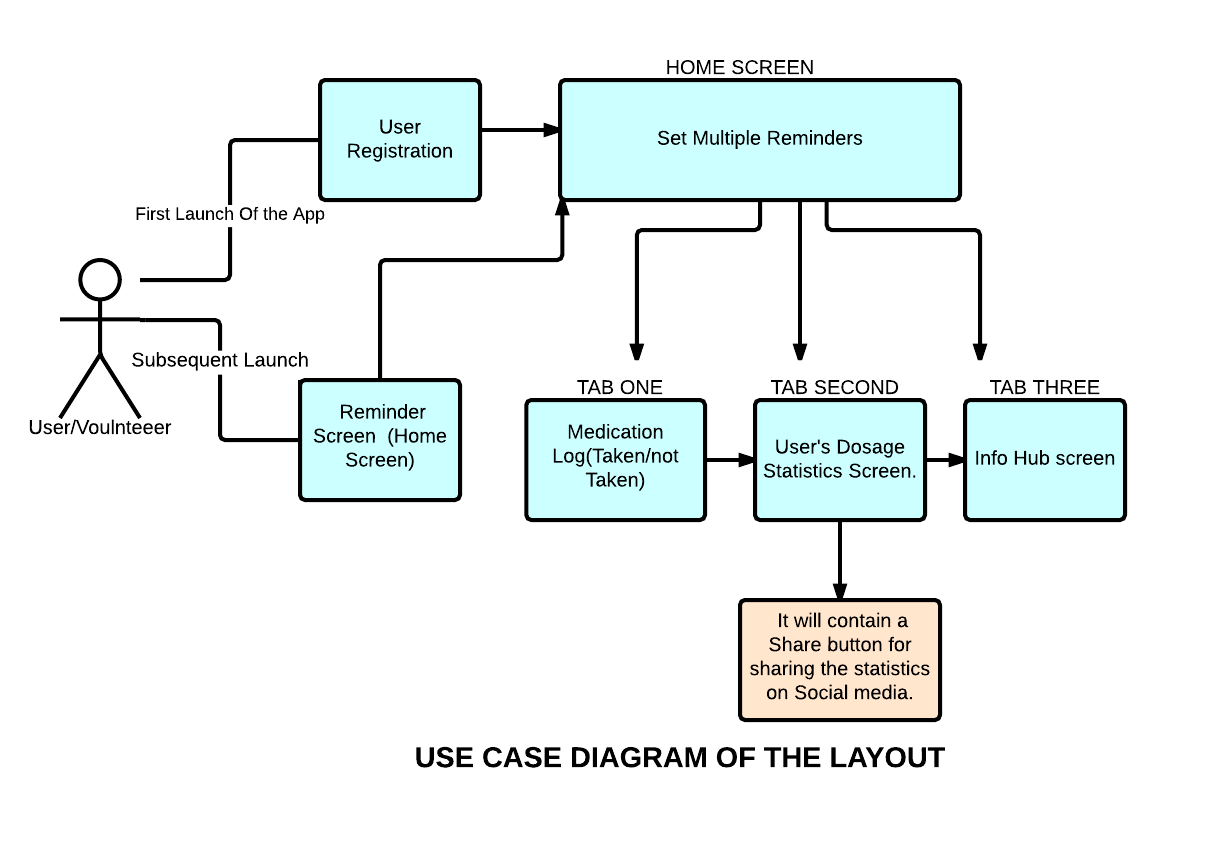 HOME SCREEN
User
Registration
Set Multiple Reminders
First Launch Of the App
Subsequent Launch
User/Voulnteeer
Reminder
Screen (Home
Screen)
TAB ONE
Medication
Log(Taken/not
Taken)
TAB SECOND
User's Dosage
Statistics Screen.
TAB THREE
Info Hub screen
It will contain a
Share button for
sharing the statistics
on Social media.
USE CASE DIAGRAM OF THE LAYOUT